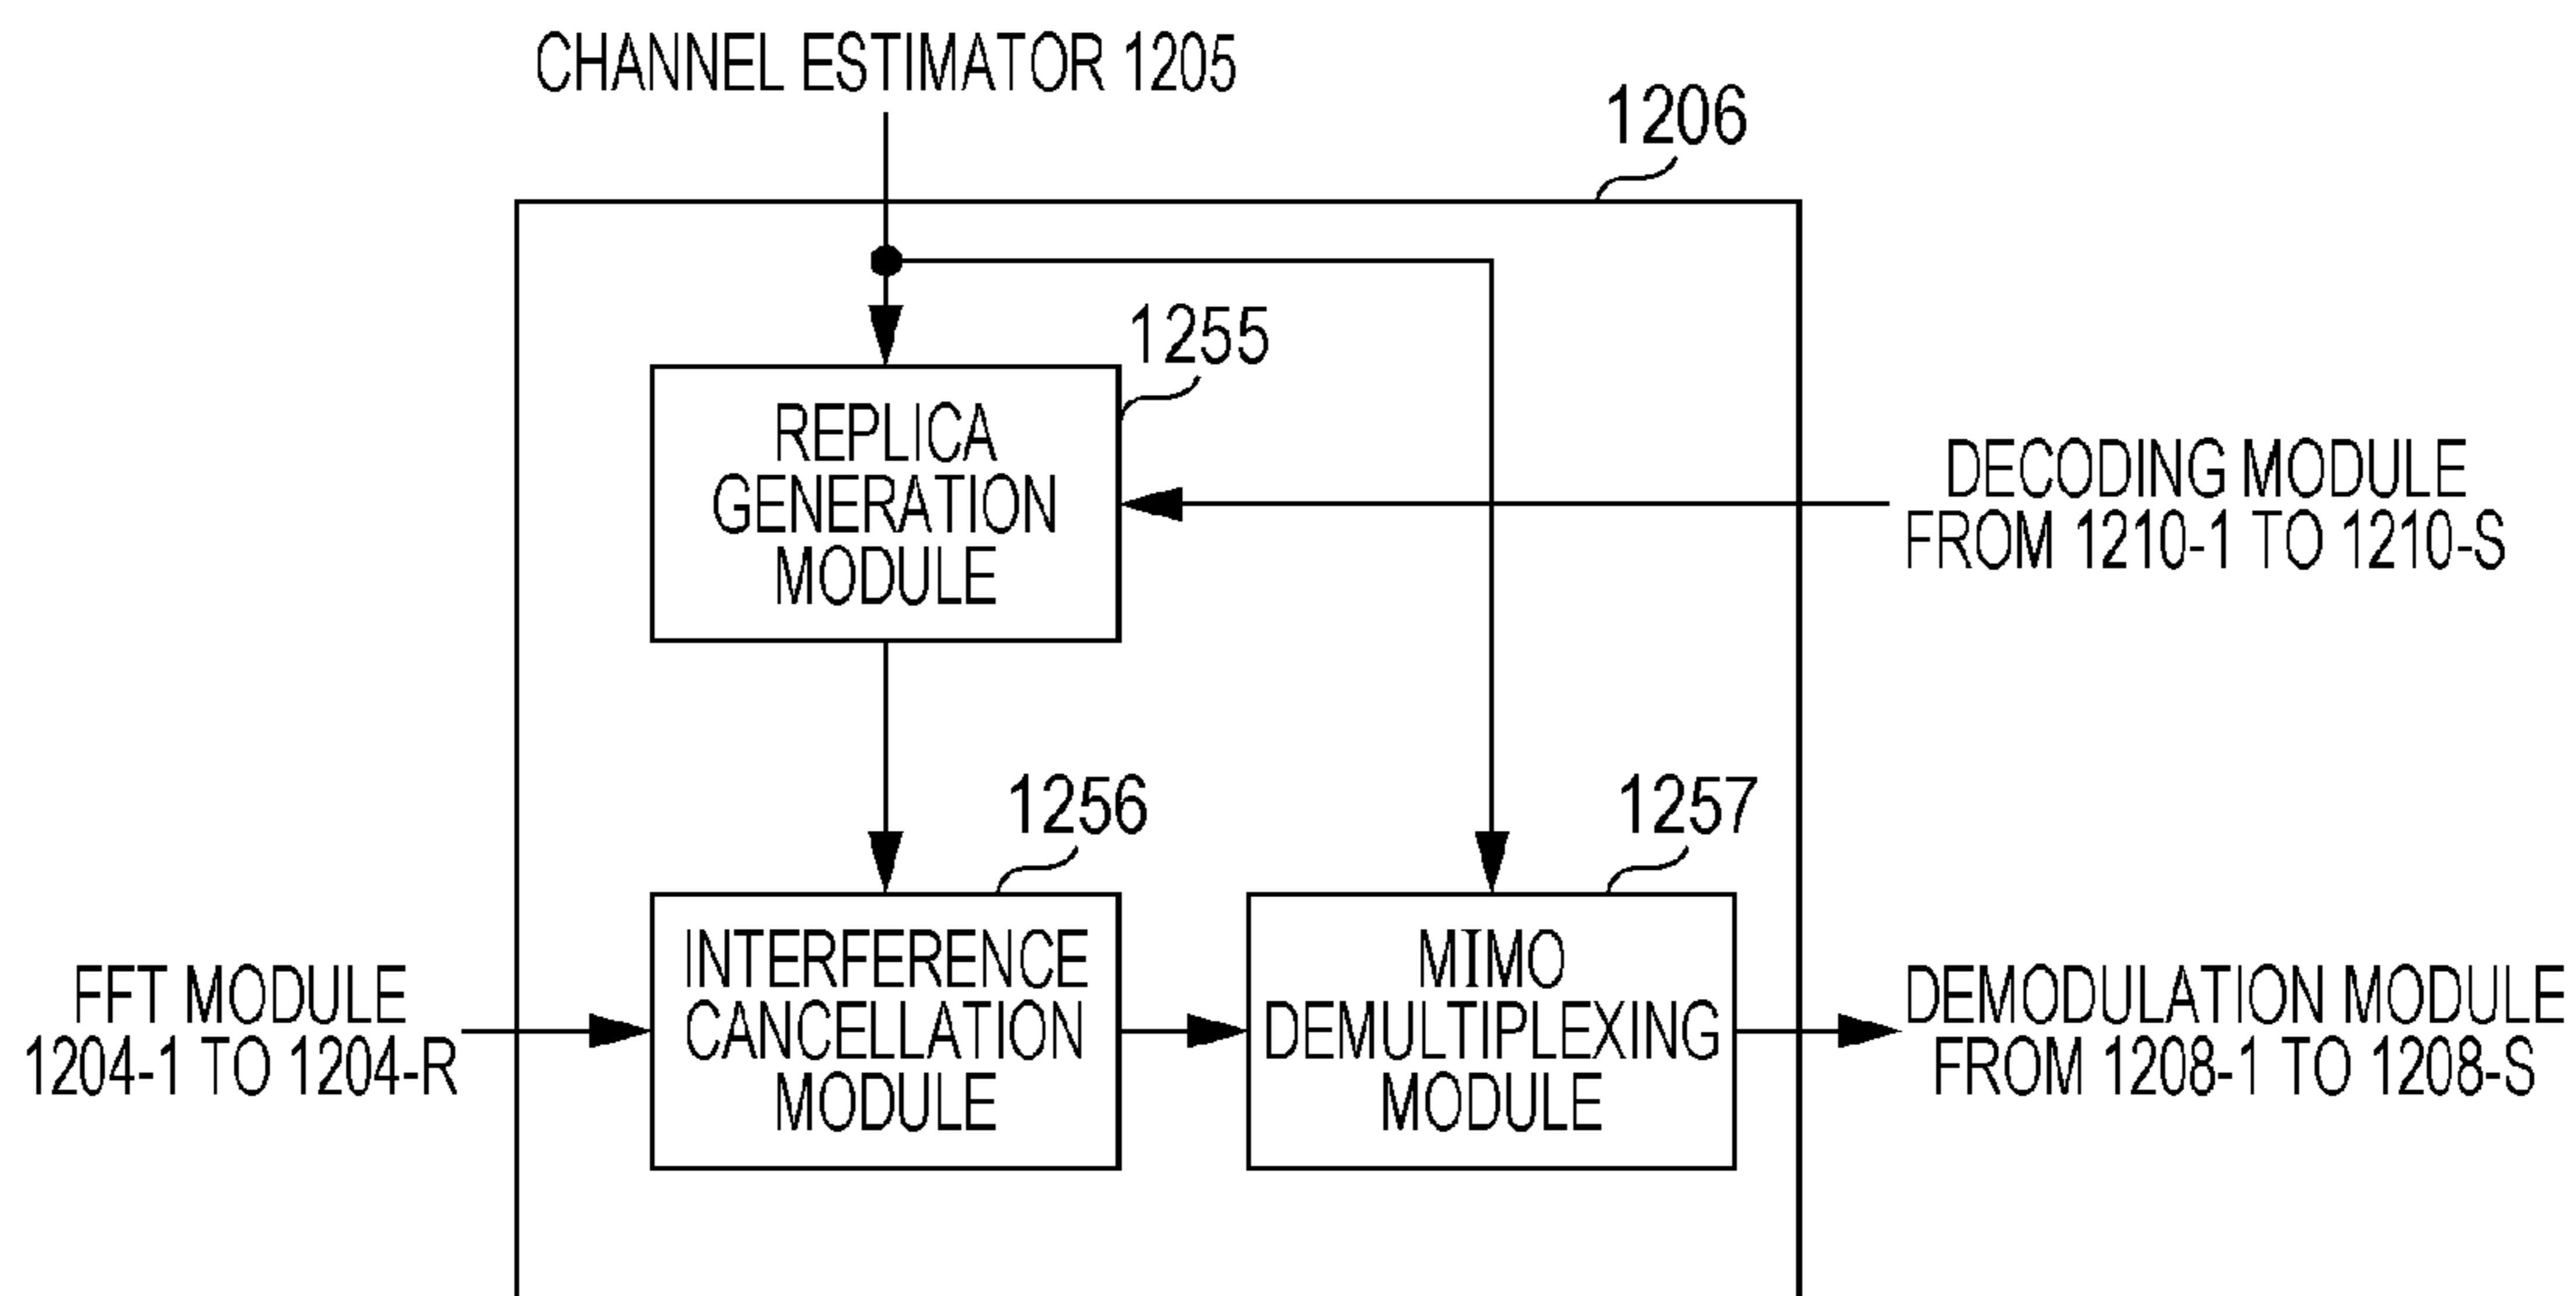 CHANNEL ESTIMATOR 1205
1206
1255
REPLICA
GENERATION
MODULE
DECODING MODULE
FROM 1210-1 TO 1210-S
1256
1257
FFT MODULE
1204-1 TO 1204-R
INTERFERENCE
CANCELLATION
MODULE
MIMO
DEMULTIPLEXING
MODULE
DEMODULATION MODULE
FROM 1208-1 TO 1208-S